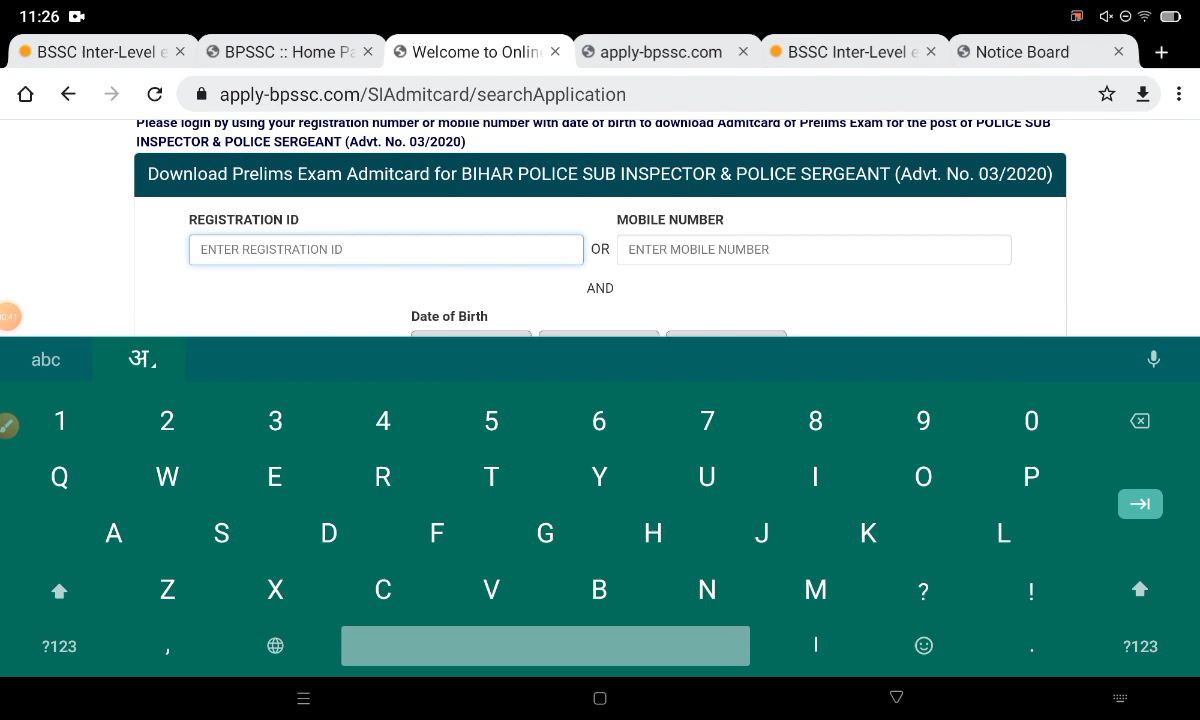 11:26
BSSC Inter-Level e
BPSSC :: Home Pa
Welcome to Onlin
apply-bpssc.com
BSSC Inter-Level e
Notice Board
apply-bpssc.com/SIAdmitcard/searchApplication
Please login by using your registration number or mobile number with date of birth to download Admitcard of Prelims Exam for the post of POLICE SUB
INSPECTOR & POLICE SERGEANT (Advt. No. 03/2020)
Download Prelims Exam Admitcard for BIHAR POLICE SUB INSPECTOR & POLICE SERGEANT (Advt. No. 03/2020)
REGISTRATION ID
MOBILE NUMBER
ENTER REGISTRATION ID
OR
ENTER MOBILE NUMBER
AND
Date of Birth
abc
अ
1 2 3 4 5 6 7 8 9 0
Q W E R T Y U I O P
A S D F G H J K L
Z X C V B N M ? !
?123 , । . ?123